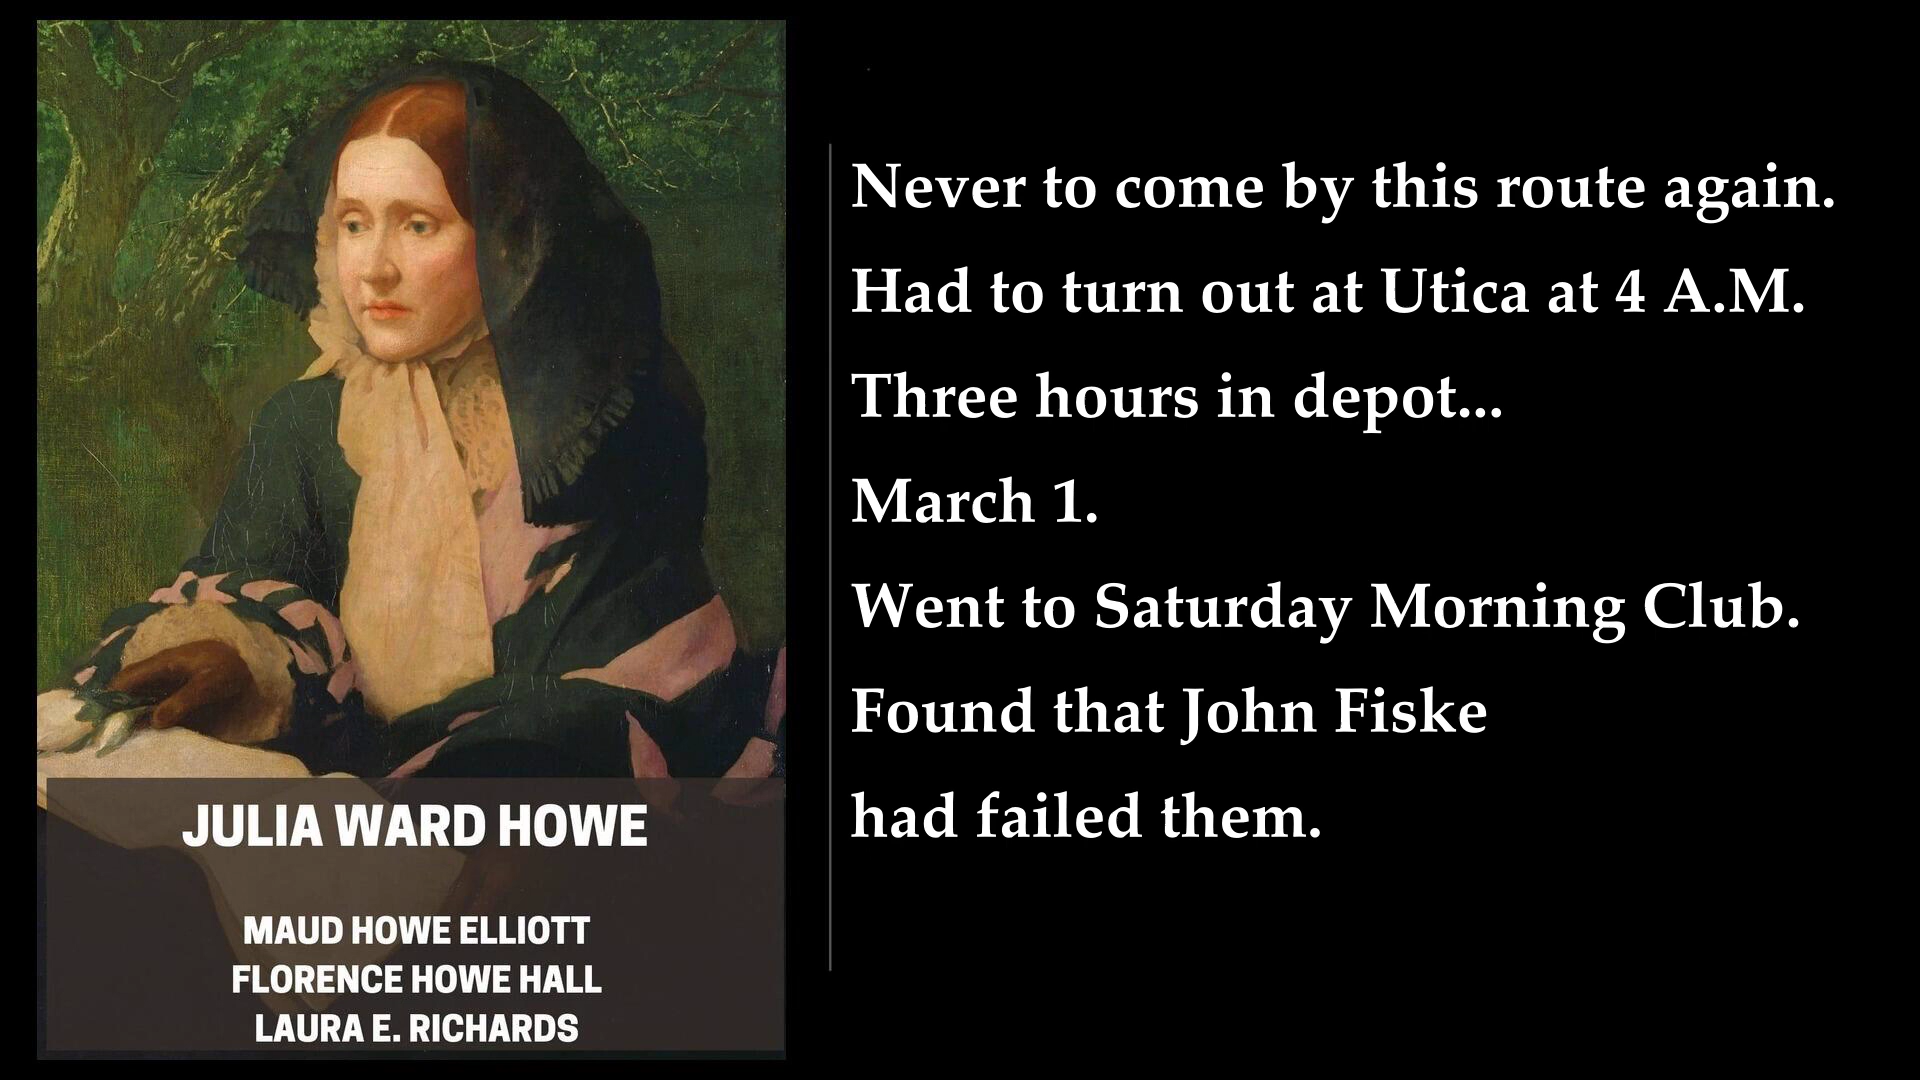 JULIA WARD HOWE
MAUD HOWE ELLIOTT
FLORENCE HOWE HALL
LAURA E. RICHARDS
Never to come by this route again.
Had to turn out at Utica at 4 A.M.
Three hours in depot...
March 1.
Went to Saturday Morning Club.
Found that John Fiske
had failed them.